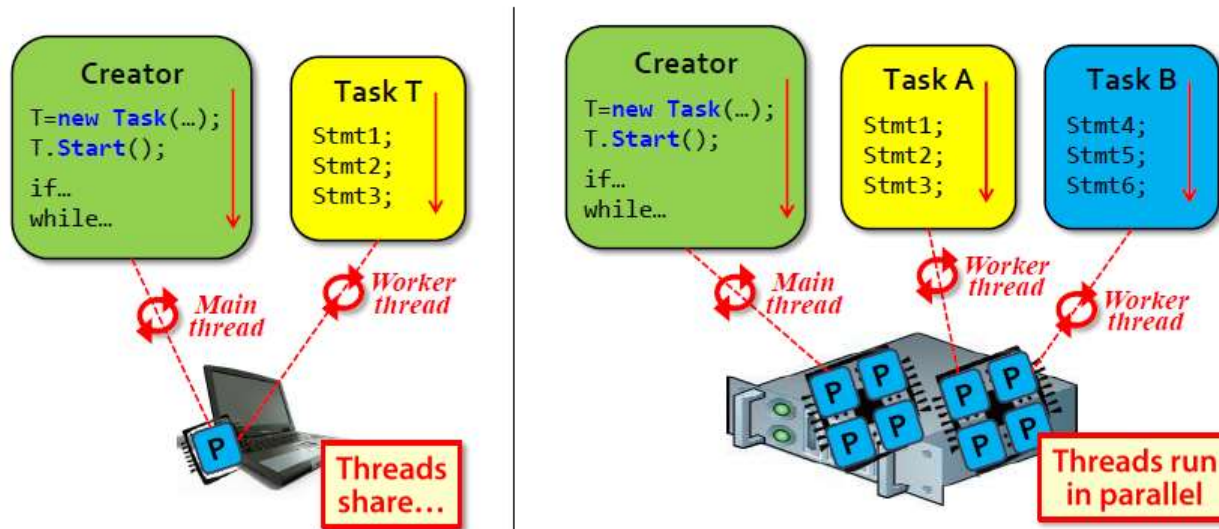 Creator
T=new Task(…);
T.Start();
if…
while…
Task T
Stmt1;
Stmt2;
Stmt3;
Main
thread
Worker
thread
P
Threads
share…
Creator
T=new Task(…);
T.Start();
if…
while…
Task A
Stmt1;
Stmt2;
Stmt3;
Task B
Stmt4;
Stmt5;
Stmt6;
Main
thread
Worker
thread
Worker
thread
P P
P P
P P
P P
Threads run
in parallel